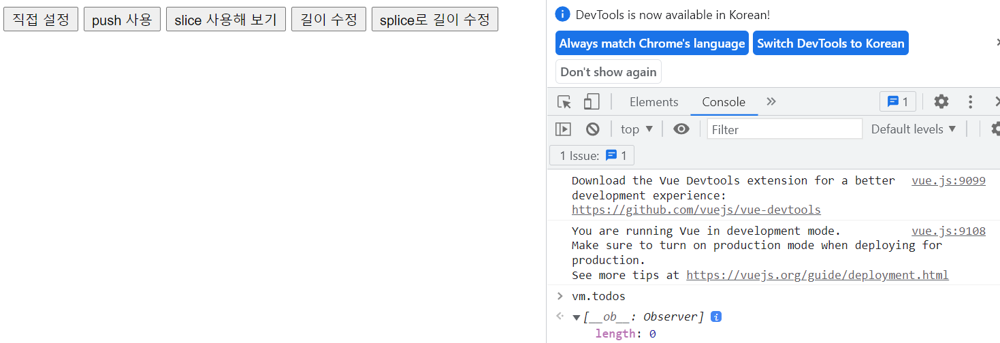 직접 설정 push 사용 slice 사용해 보기 길이 수정 splice로 길이 수정
DevTools is now available in Korean!
Always match Chrome's language Switch DevTools to Korean
Don't show again
Elements Console 1
top Filter Default levels
1 Issue: 1
Download the Vue Devtools extension for a better vue.js:9099
development experience:
https://github.com/vuejs/vue-devtools
You are running Vue in development mode. vue.js:9108
Make sure to turn on production mode when deploying for
production.
See more tips at https://vuejs.org/guide/deployment.html
vm.todos
[__ob__: Observer]
length: 0